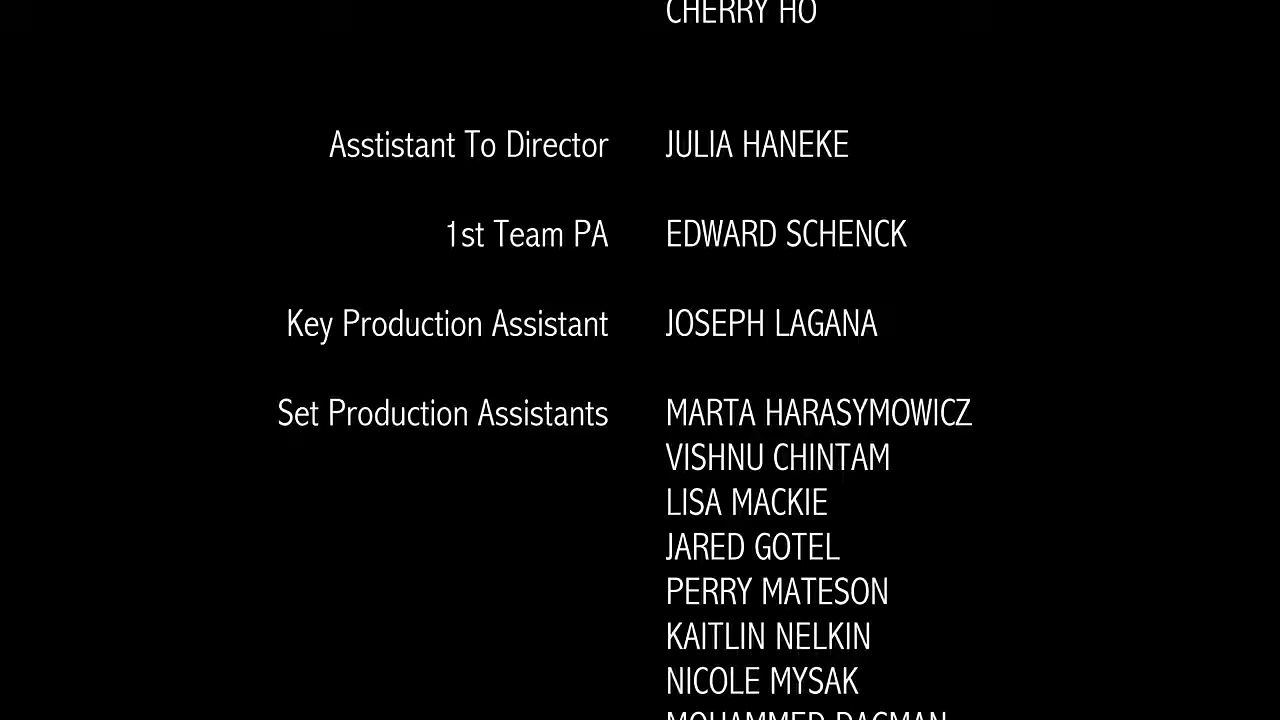 CHERRY HO
Asstistant To Director JULIA HANEKE
1st Team PA EDWARD SCHENCK
Key Production Assistant JOSEPH LAGANA
Set Production Assistants MARTA HARASYMOWICZ
VISHNU CHINTAM
LISA MACKIE
JARED GOTEL
PERRY MATESON
KAITLIN NELKIN
NICOLE MYSAK
MOHAMMED